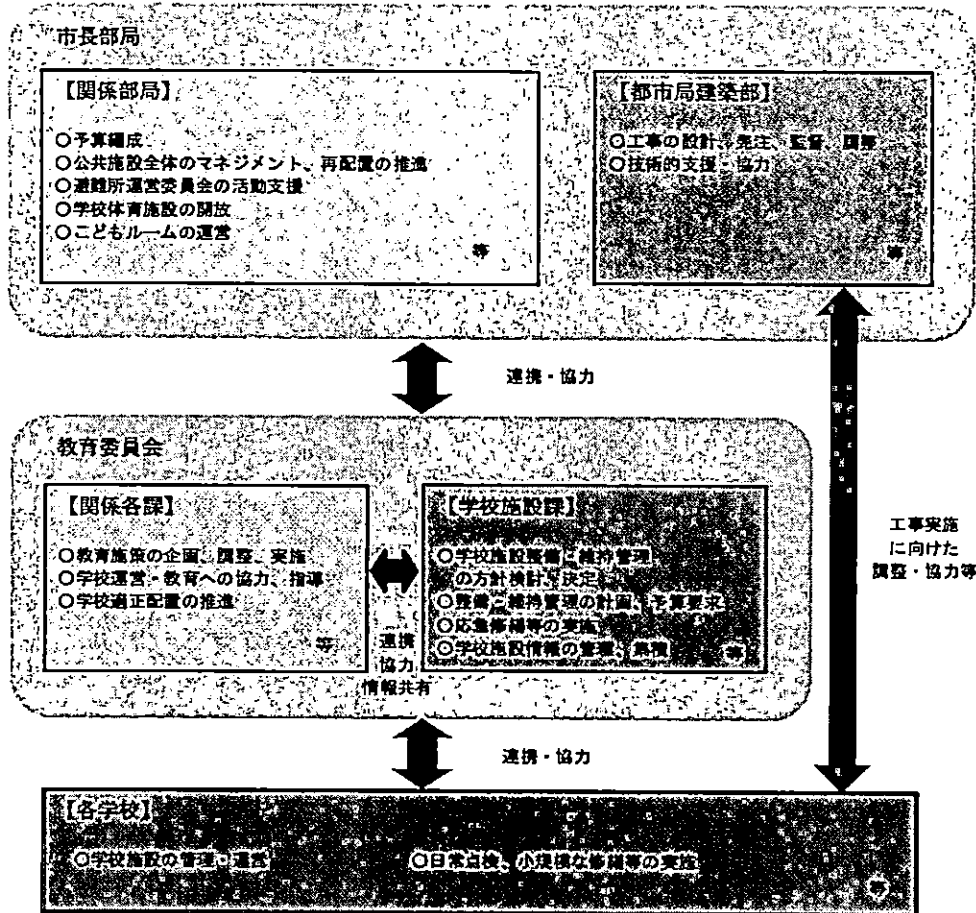 市長部局
【関係部局】
○予算編成
○公共施設全体のマネジメント、再配置の推進
○避難所運営委員会の活動支援
○学校体育施設の開放
○こどもルームの運営
等
【都市局建築部】
○工事の設計、発注、監督、調整
○技術的支援・協力
等
連携・協力
教育委員会
【関係各課】
○教育施策の企画、調整、実施
○学校運営・教育への協力、指導
○学校適正配置の推進
等
連携
協力
情報共有
【学校施設課】
○学校施設整備・維持管理
の方針検討、決定
○整備・維持管理の計画、予算要求
○応急修繕等の実施
○学校施設情報の管理、蓄積
等
工事実施
に向けた
調整・協力等
連携・協力
【各学校】
○学校施設の管理・運営
○日常点検、小規模な修繕等の実施
等